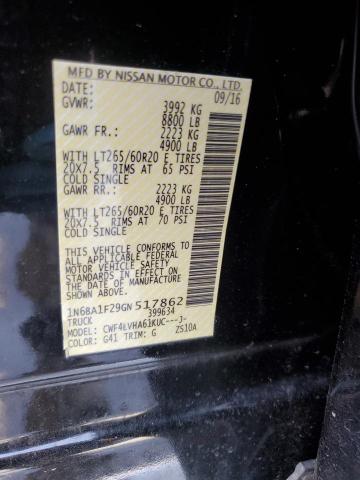 MFD BY NISSAN MOTOR CO., LTD.
DATE: 09/16
GVWR: 3992 KG
8800 LB
GAWR FR.: 2223 KG
4900 LB
WITH LT265/60R20 E TIRES
20X7.5 RIMS AT 65 PSI
COLD SINGLE
GAWR RR.: 2223 KG
4900 LB
WITH LT265/60R20 E TIRES
20X7.5 RIMS AT 70 PSI
COLD SINGLE
THIS VEHICLE CONFORMS
TO ALL APPLICABLE FEDERAL
MOTOR VEHICLE SAFETY
STANDARDS IN EFFECT ON THE
DATE OF MANUFACTURE
1N6BA1F29GN517862
TRUCK 399634
MODEL: CWF4LVHA61KUC---J-
COLOR: G41 TRIM: G ZS10A